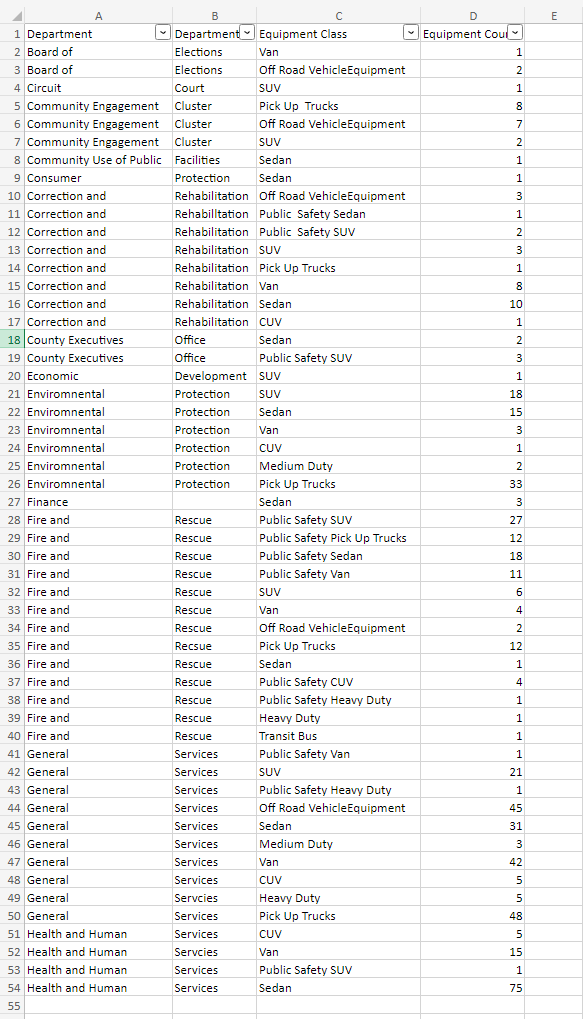 A B C D E
1 Department Department Equipment Class Equipment Cou
2 Board of Elections Van 1
3 Board of Elections Off Road VehicleEquipment 2
4 Circuit Court SUV 1
5 Community Engagement Cluster Pick Up  Trucks 8
6 Community Engagement Cluster Off Road VehicleEquipment 7
7 Community Engagement Cluster SUV 2
8 Community Use of Public Facilities Sedan 1
9 Consumer Protection Sedan 1
10 Correction and Rehabilitation Off Road VehicleEquipment 3
11 Correction and Rehabilltation Public  Safety Sedan 1
12 Correction and Rehabilitation Public  Safety SUV 2
13 Correction and Rehabilitation SUV 3
14 Correction and Rehabilitation Pick Up Trucks 1
15 Correction and Rehabilitation Van 8
16 Correction and Rehabilitation Sedan 10
17 Correction and Rehabilitation CUV 1
18 County Executives Office Sedan 2
19 County Executives Office Public Safety SUV 3
20 Economic Development SUV 1
21 Enviromnental Protection SUV 18
22 Enviromnental Protection Sedan 15
23 Enviromnental Protection Van 3
24 Enviromnental Protection CUV 1
25 Enviromnental Protection Medium Duty 2
26 Enviromnental Protection Pick Up Trucks 33
27 Finance Sedan 3
28 Fire and Rescue Public Safety SUV 27
29 Fire and Rescue Public Safety Pick Up Trucks 12
30 Fire and Rescue Public Safety Sedan 18
31 Fire and Rescue Public Safety Van 11
32 Fire and Rescue SUV 6
33 Fire and Rescue Van 4
34 Fire and Rescue Off Road VehicleEquipment 2
35 Fire and Recsue Pick Up Trucks 12
36 Fire and Rescue Sedan 1
37 Fire and Rescue Public Safety CUV 4
38 Fire and Rescue Public Safety Heavy Duty 1
39 Fire and Rescue Heavy Duty 1
40 Fire and Rescue Transit Bus 1
41 General Services Public Safety Van 1
42 General Services SUV 21
43 General Services Public Safety Heavy Duty 1
44 General Services Off Road VehicleEquipment 45
45 General Services Sedan 31
46 General Services Medium Duty 3
47 General Services Van 42
48 General Services CUV 5
49 General Servcies Heavy Duty 5
50 General Services Pick Up Trucks 48
51 Health and Human Services CUV 5
52 Health and Human Servcies Van 15
53 Health and Human Services Public Safety SUV 1
54 Health and Human Services Sedan 75
55